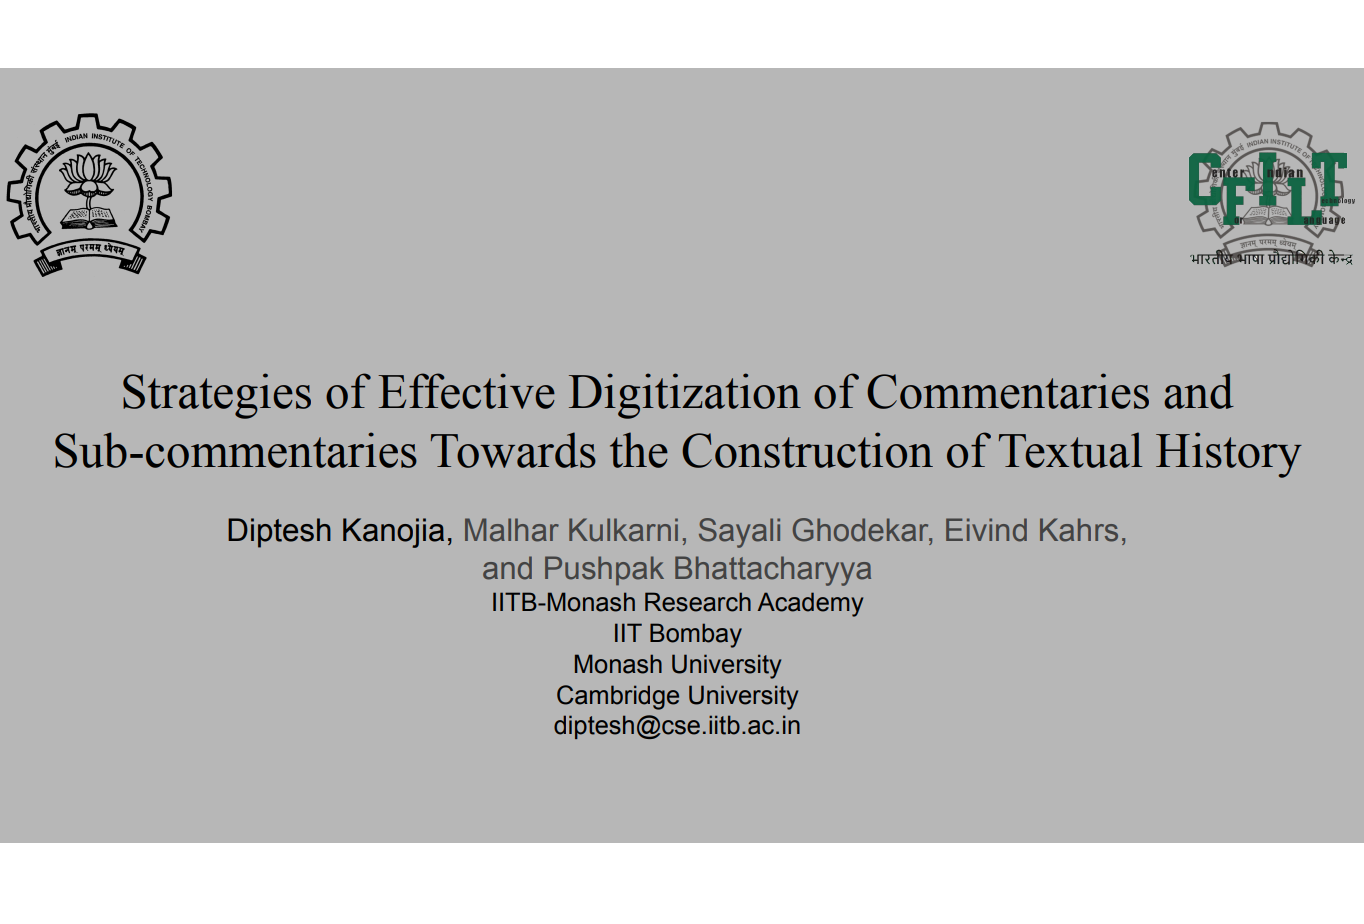 भारतीय प्रौद्योगिकी संस्थान मुंबई
INDIAN INSTITUTE OF TECHNOLOGY BOMBAY
ज्ञानम् परमम् ध्येयम्
INDIAN INSTITUTE OF
Center Indian
For Language Technology
ज्ञानम् परमम् ध्येयम्
भारतीय भाषा प्रौद्योगिकी केन्द्र
Strategies of Effective Digitization of Commentaries and
Sub-commentaries Towards the Construction of Textual History
Diptesh Kanojia, Malhar Kulkarni, Sayali Ghodekar, Eivind Kahrs,
and Pushpak Bhattacharyya
IITB-Monash Research Academy
IIT Bombay
Monash University
Cambridge University
diptesh@cse.iitb.ac.in